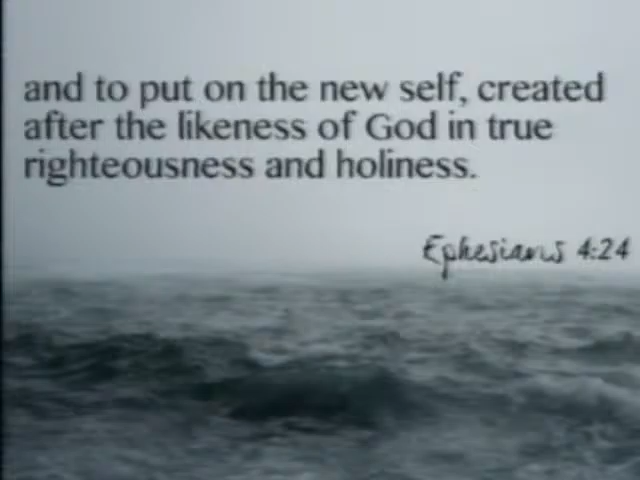 and to put on the new self, created
after the likeness of God in true
righteousness and holiness.
Ephesians 4:24